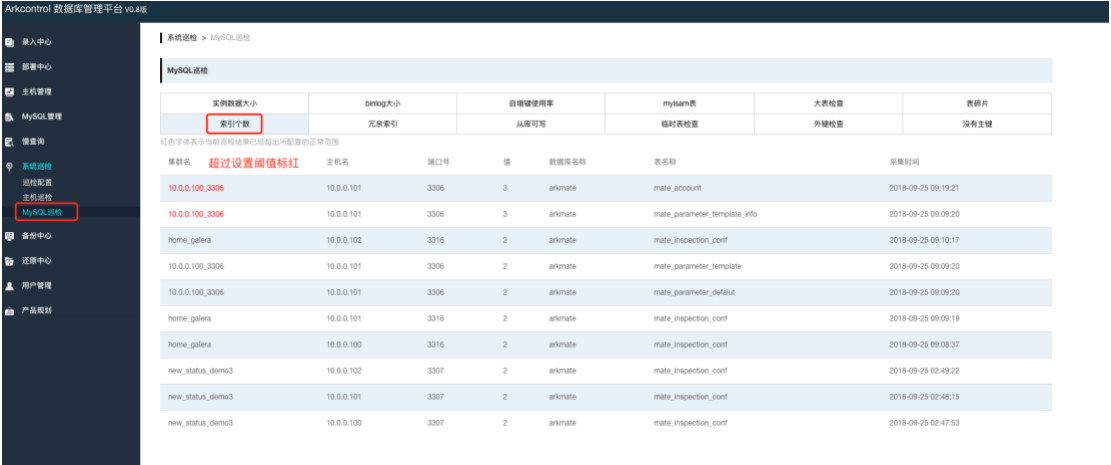 Arkcontrol 数据库管理平台 V0.8版
录入中心
部署中心
主机管理
MySQL管理
慢查询
系统巡检
巡检配置
主机巡检
MySQL巡检
备份中心
还原中心
用户管理
产品规划
系统巡检 > MySQL巡检
MySQL巡检
实例数据大小 binlog大小 自增键使用率 myisam表 大表检查 表碎片
索引个数 冗余索引 从库可写 临时表检查 外键检查 没有主键
红色字体表示当前巡检结果已经超出用配置的正常范围
集群名 超过设置阈值标红 主机名 端口号 值 数据库名称 表名称 采集时间
10.0.0.100_3306 10.0.0.101 3306 3 arkmate mate_account 2018-09-25 09:19:21
10.0.0.100_3306 10.0.0.101 3306 3 arkmate mate_parameter_template_info 2018-09-25 09:09:20
home_galera 10.0.0.102 3316 2 arkmate mate_inspection_conf 2018-09-25 09:10:17
10.0.0.100_3306 10.0.0.101 3306 2 arkmate mate_parameter_template 2018-09-25 09:09:20
10.0.0.100_3306 10.0.0.101 3306 2 arkmate mate_parameter_defalut 2018-09-25 09:09:20
home_galera 10.0.0.101 3316 2 arkmate mate_inspection_conf 2018-09-25 09:09:19
home_galera 10.0.0.100 3316 2 arkmate mate_inspection_conf 2018-09-25 09:08:37
new_status_demo3 10.0.0.102 3307 2 arkmate mate_inspection_conf 2018-09-25 02:49:22
new_status_demo3 10.0.0.101 3307 2 arkmate mate_inspection_conf 2018-09-25 02:48:15
new_status_demo3 10.0.0.100 3307 2 arkmate mate_inspection_conf 2018-09-25 02:47:53